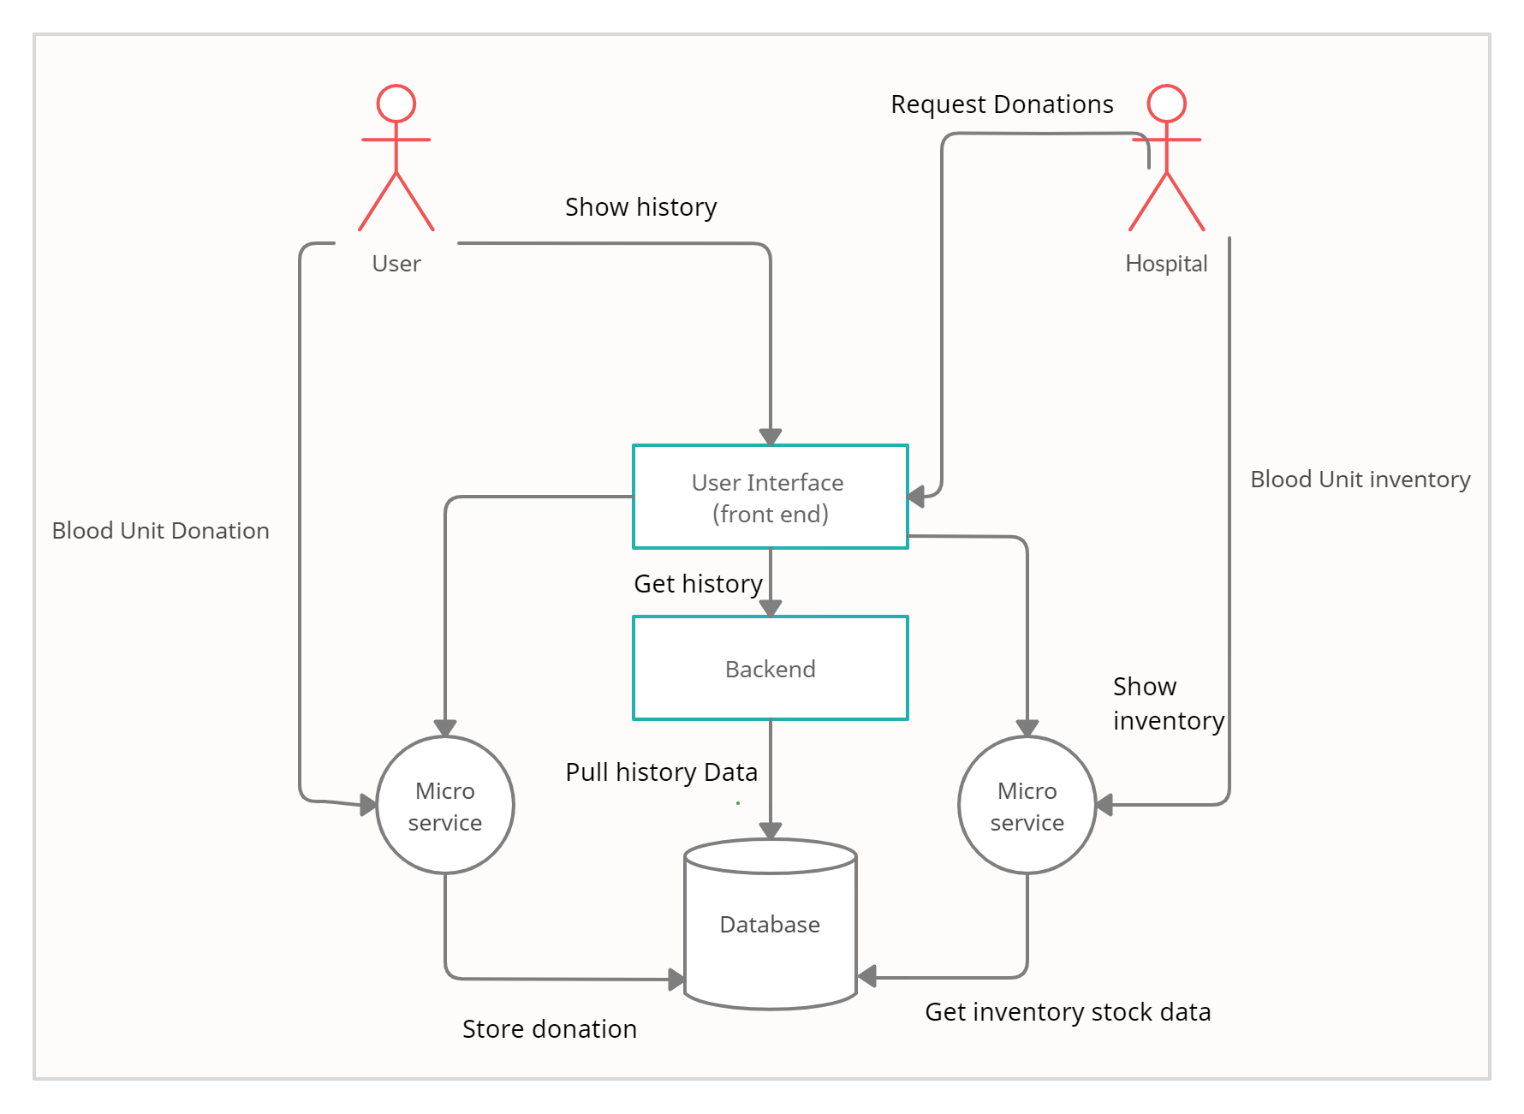 Request Donations
Show history
User
Hospital
User Interface
(front end)
Blood Unit inventory
Blood Unit Donation
Get history
Backend
Show
inventory
Pull history Data
Micro
service
Micro
service
Database
Get inventory stock data
Store donation